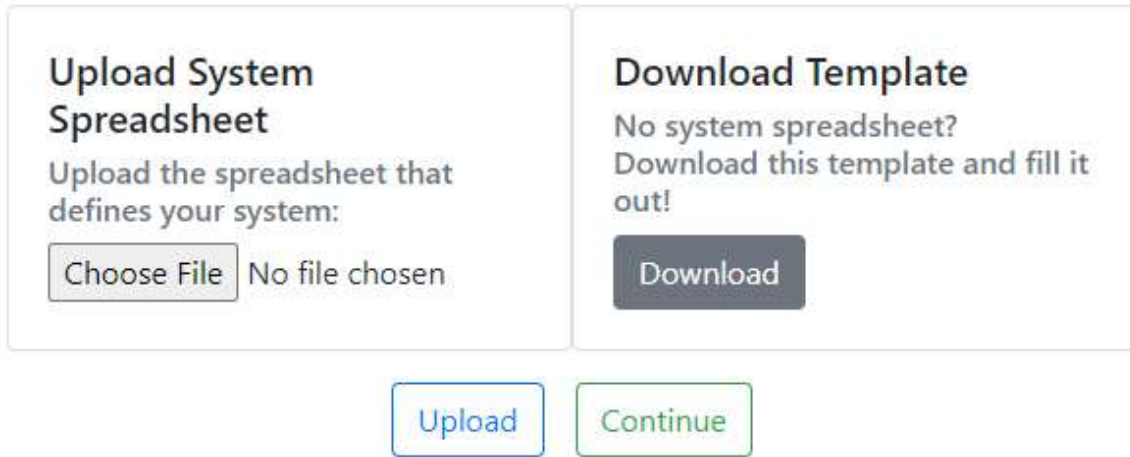 Upload System
Spreadsheet
Upload the spreadsheet that
defines your system:
Choose File No file chosen
Download Template
No system spreadsheet?
Download this template and fill it
out!
Download
Upload
Continue